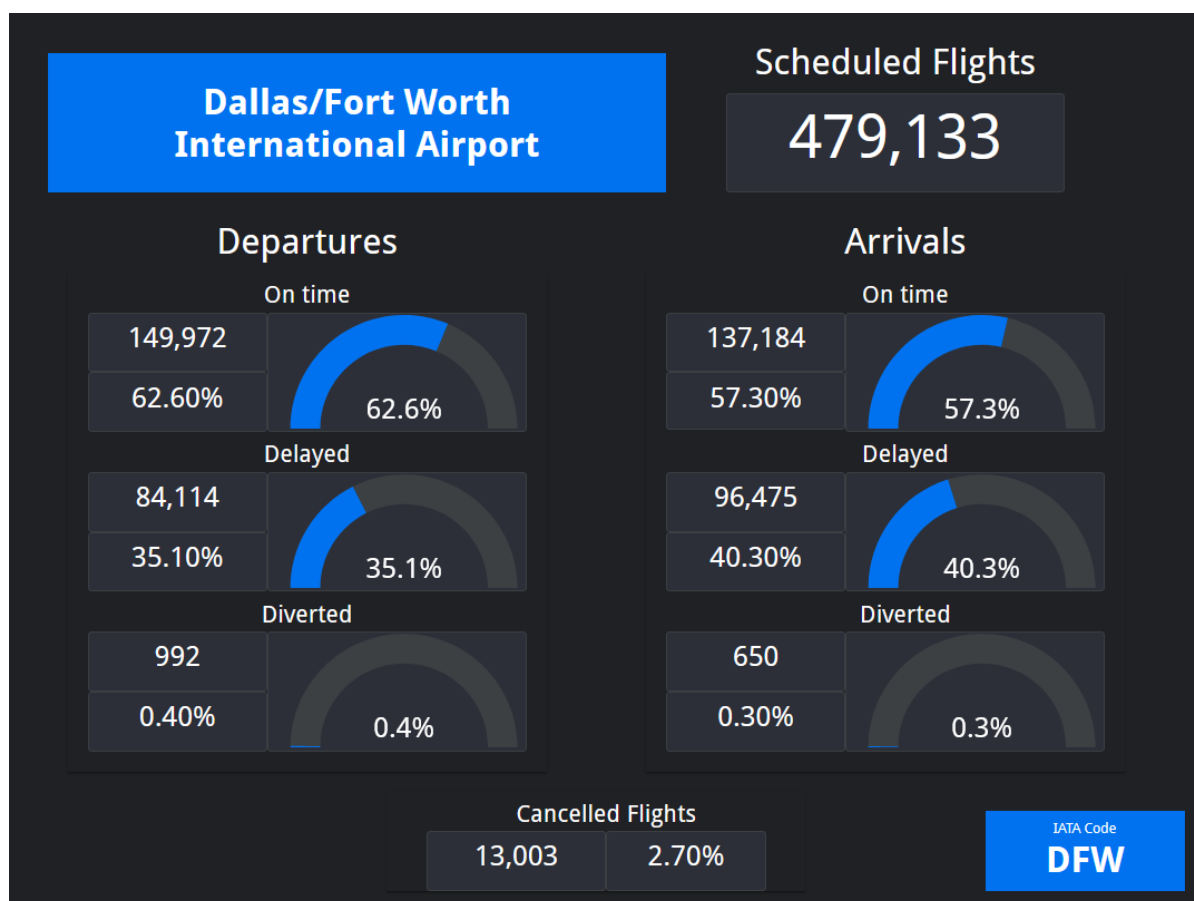 Dallas/Fort Worth
International Airport
Scheduled Flights
479,133
Departures
On time
149,972
62.60%
62.6%
Delayed
84,114
35.10%
35.1%
Diverted
992
0.40%
0.4%
Arrivals
On time
137,184
57.30%
57.3%
Delayed
96,475
40.30%
40.3%
Diverted
650
0.30%
0.3%
Cancelled Flights
13,003 2.70%
IATA Code
DFW